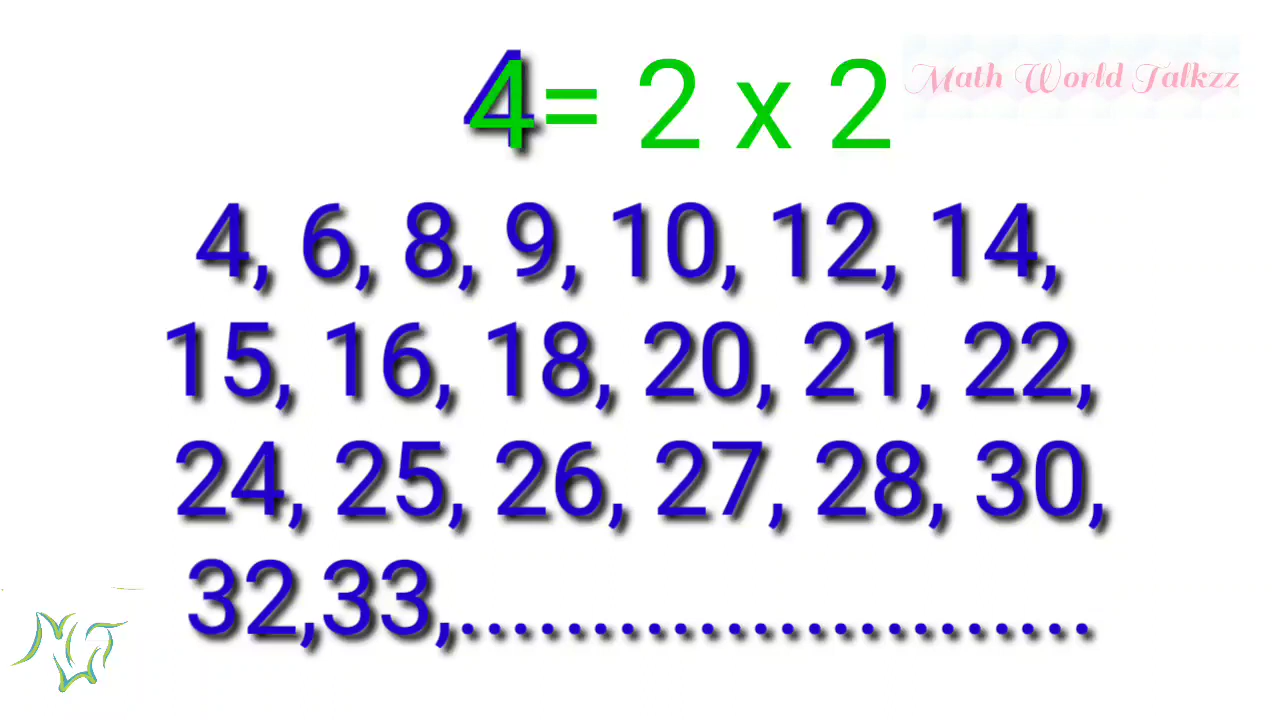 4= 2 x 2
Math World Talkzz
4, 6, 8, 9, 10, 12, 14,
15, 16, 18, 20, 21, 22,
24, 25, 26, 27, 28, 30,
32,33,........................
MT